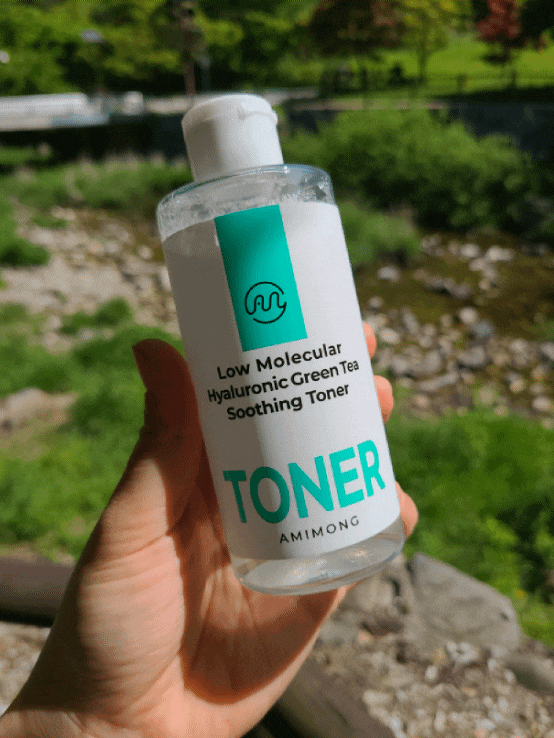 Low Molecular
Hyaluronic Green Tea
Soothing Toner
TONER
AMIMONG